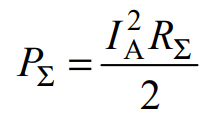 P_Σ = I_A^2 R_Σ / 2